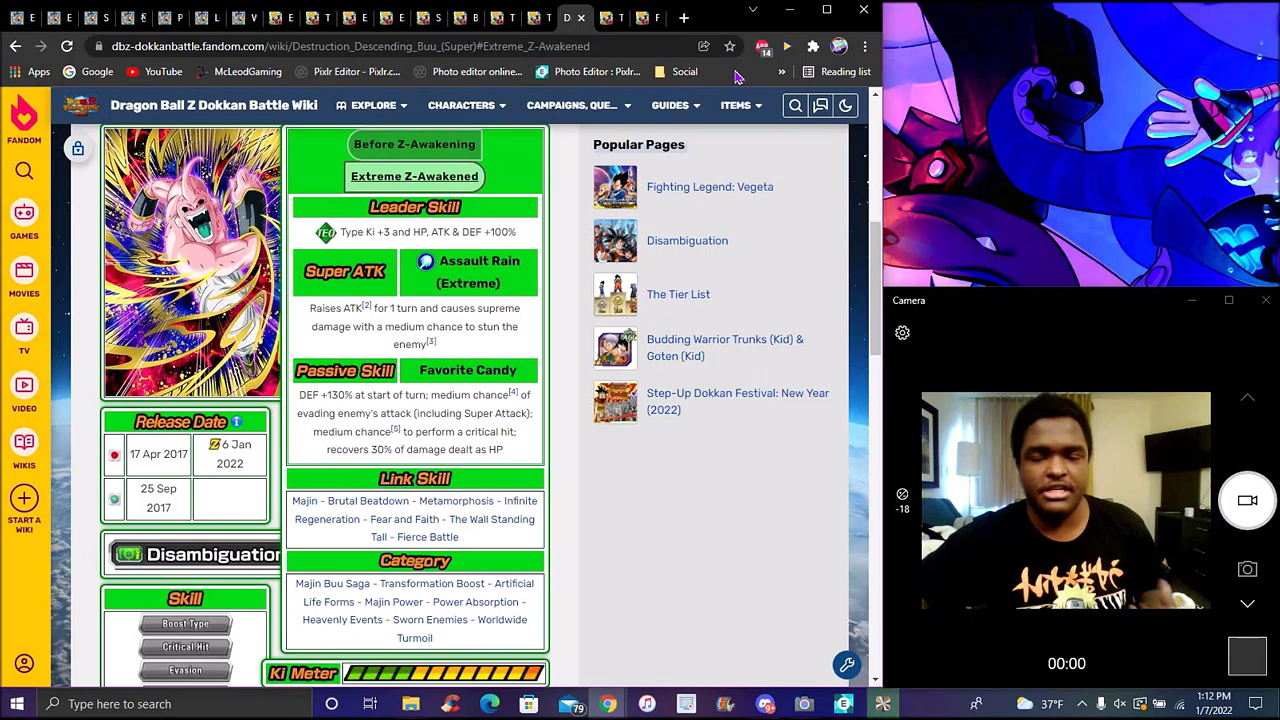 dbz-dokkanbattle.fandom.com/wiki/Destruction_Descending_Buu_(Super)#Extreme_Z-Awakening
14
Apps
Google
YouTube
McLeodGaming
Pixlr Editor - Pixlr.c...
Photo editor online...
Photo Editor : Pixlr...
Social
»
Reading list
FANDOM
Dragon Ball Z Dokkan Battle Wiki
EXPLORE
CHARACTERS
CAMPAIGNS, QUE...
GUIDES
ITEMS
GAMES
MOVIES
TV
VIDEO
WIKIS
START A
WIKI
Before Z-Awakening
Extreme Z-Awakened
Leader Skill
TEQ Type Ki +3 and HP, ATK & DEF +100%
Super ATK
Assault Rain
(Extreme)
Raises ATK[2] for 1 turn and causes supreme
damage with a medium chance to stun the
enemy[3]
Passive Skill
Favorite Candy
DEF +130% at start of turn; medium chance[4] of
evading enemy's attack (including Super Attack);
medium chance[5] to perform a critical hit;
recovers 30% of damage dealt as HP
Link Skill
Majin - Brutal Beatdown - Metamorphosis - Infinite
Regeneration - Fear and Faith - The Wall Standing
Tall - Fierce Battle
Category
Majin Buu Saga - Transformation Boost - Artificial
Life Forms - Majin Power - Power Absorption -
Heavenly Events - Sworn Enemies - Worldwide
Turmoil
Ki Meter
Release Date
17 Apr 2017
6 Jan
2022
25 Sep
2017
Disambiguation
Skill
Boost Type
Critical Hit
Evasion
Popular Pages
Fighting Legend: Vegeta
Disambiguation
The Tier List
Budding Warrior Trunks (Kid) &
Goten (Kid)
Step-Up Dokkan Festival: New Year
(2022)
Camera
-18
00:00
Type here to search
79
37°F
1:12 PM
1/7/2022